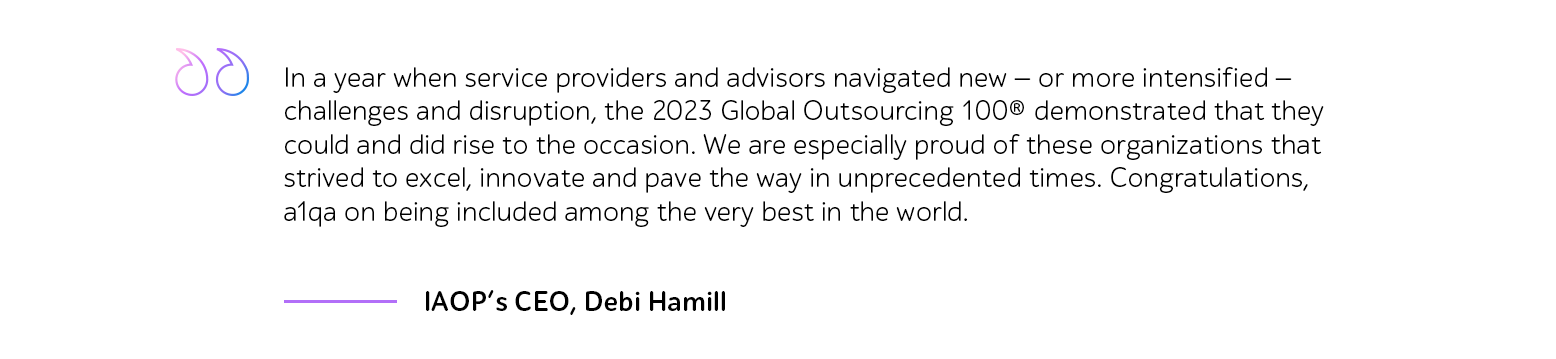 In a year when service providers and advisors navigated new – or more intensified –
challenges and disruption, the 2023 Global Outsourcing 100® demonstrated that they
could and did rise to the occasion. We are especially proud of these organizations that
strived to excel, innovate and pave the way in unprecedented times. Congratulations,
a1qa on being included among the very best in the world.
IAOP’s CEO, Debi Hamill